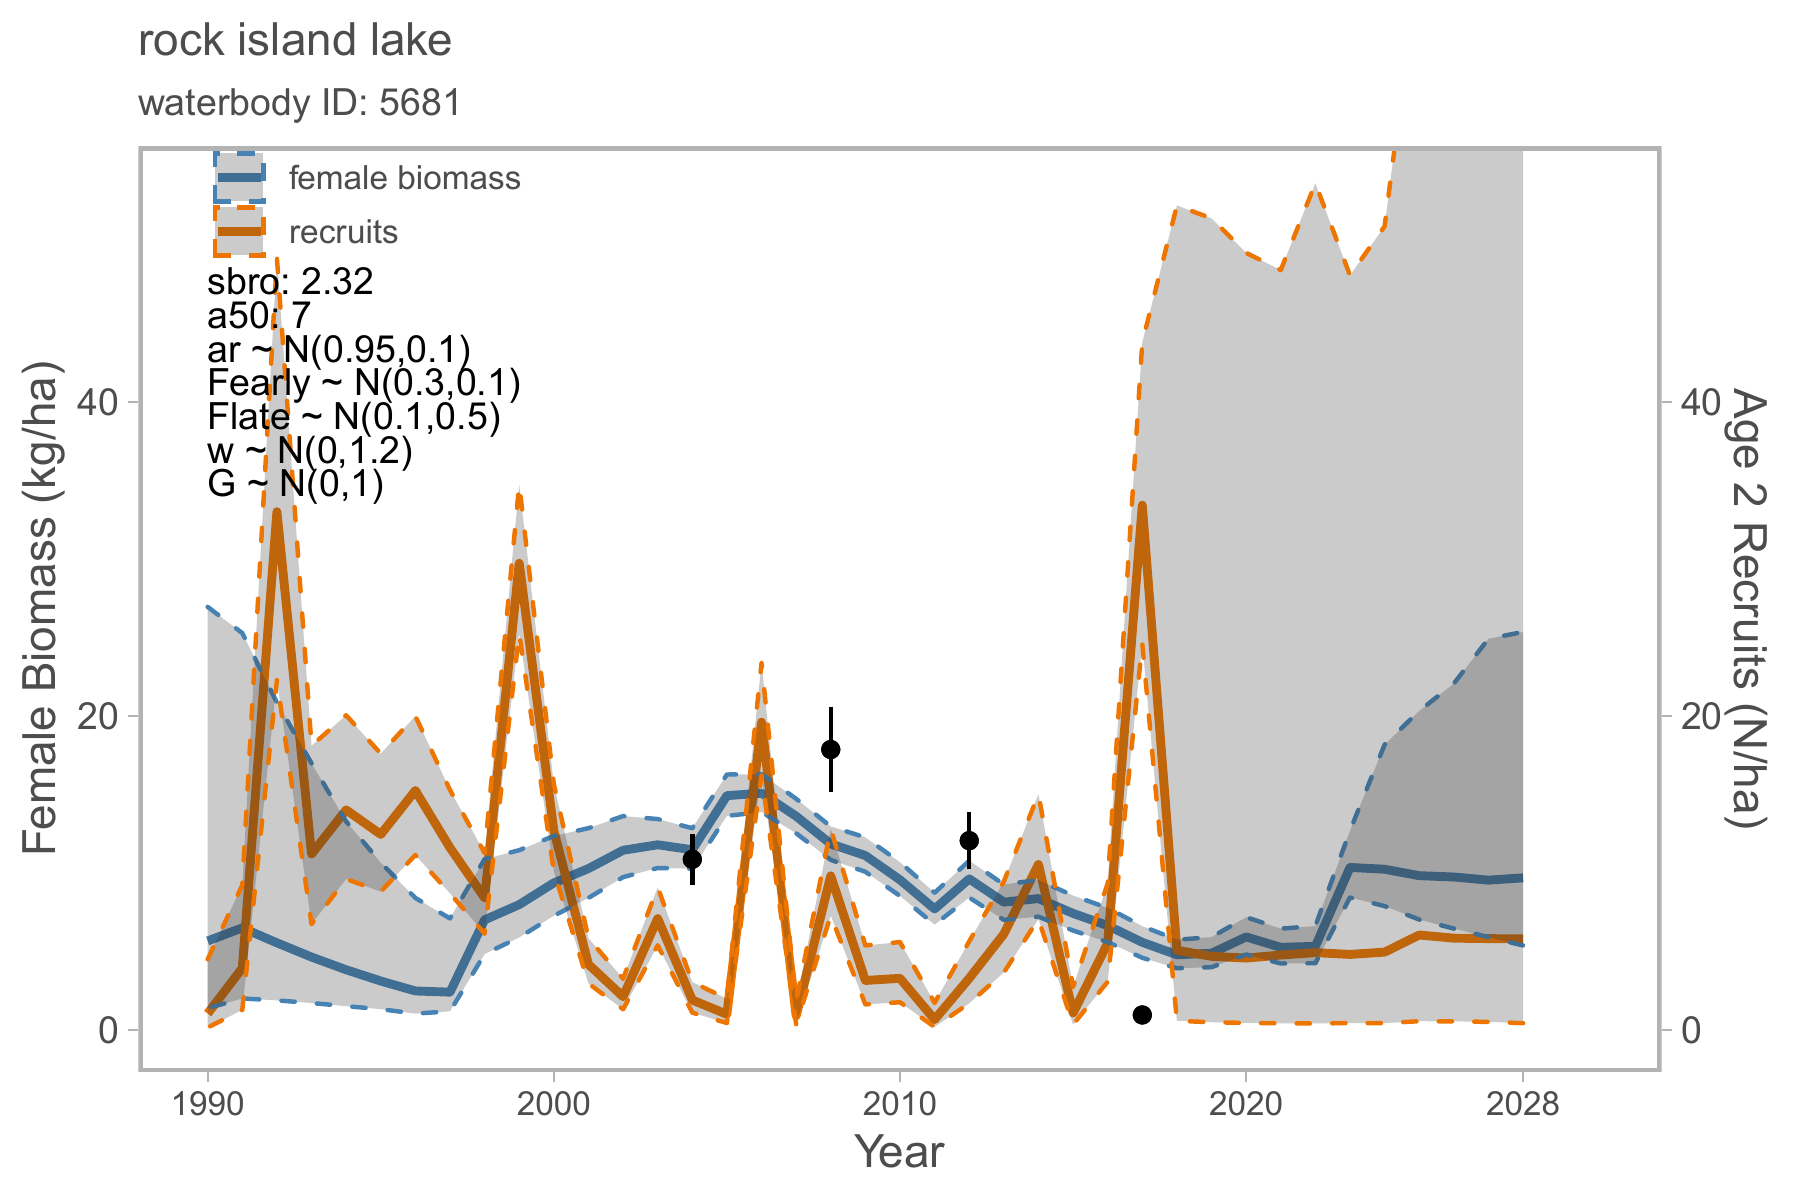 rock island lake
waterbody ID: 5681
female biomass
recruits
sbro: 2.32
a50: 7
ar ~ N(0.95,0.1)
Fearly ~ N(0.3,0.1)
Flate ~ N(0.1,0.5)
w ~ N(0,1.2)
G ~ N(0,1)
Female Biomass (kg/ha)
40
20
0
40
20
0
Age 2 Recruits (N/ha)
1990
2000
2010
2020
2028
Year